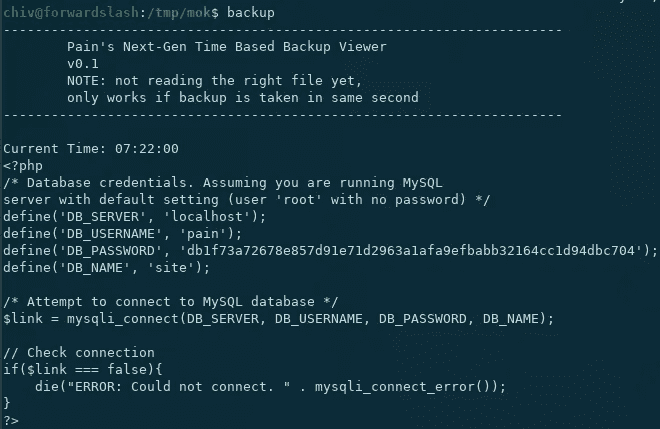 chiv@forwardslash:/tmp/mok$ backup
----------------------------------------------------------------------
Pain's Next-Gen Time Based Backup Viewer
v0.1
NOTE: not reading the right file yet,
only works if backup is taken in same second
----------------------------------------------------------------------
Current Time: 07:22:00
<?php
/* Database credentials. Assuming you are running MySQL
server with default setting (user 'root' with no password) */
define('DB_SERVER', 'localhost');
define('DB_USERNAME', 'pain');
define('DB_PASSWORD', 'db1f73a72678e857d91e71d2963a1afa9efbabb32164cc1d94dbc704');
define('DB_NAME', 'site');
/* Attempt to connect to MySQL database */
$link = mysqli_connect(DB_SERVER, DB_USERNAME, DB_PASSWORD, DB_NAME);
// Check connection
if($link === false){
    die("ERROR: Could not connect. " . mysqli_connect_error());
}
?>